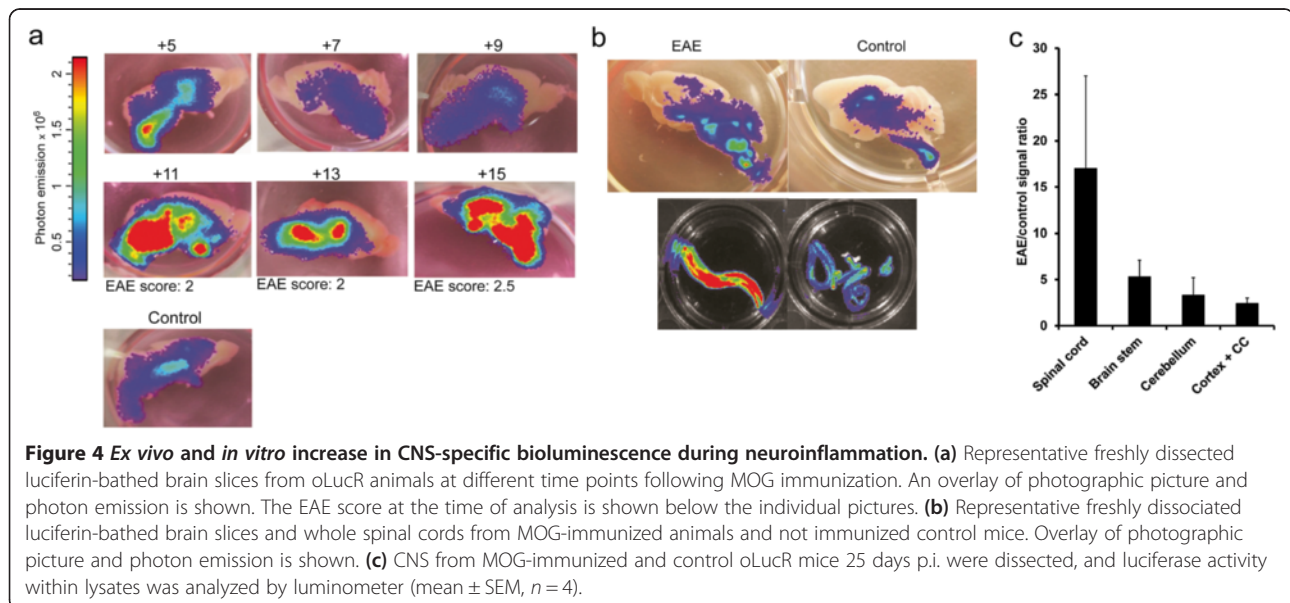 a
+5
+7
+9
Photon emission x 10⁶
2
1.5
1
0.5
+11
+13
+15
EAE score: 2
EAE score: 2
EAE score: 2.5
Control
b
EAE
Control
c
EAE/control signal ratio
30
25
20
15
10
5
0
Spinal cord
Brain stem
Cerebellum
Cortex + CC
Figure 4 Ex vivo and in vitro increase in CNS-specific bioluminescence during neuroinflammation. (a) Representative freshly dissected
luciferin-bathed brain slices from oLucR animals at different time points following MOG immunization. An overlay of photographic picture and
photon emission is shown. The EAE score at the time of analysis is shown below the individual pictures. (b) Representative freshly dissociated
luciferin-bathed brain slices and whole spinal cords from MOG-immunized animals and not immunized control mice. Overlay of photographic
picture and photon emission is shown. (c) CNS from MOG-immunized and control oLucR mice 25 days p.i. were dissected, and luciferase activity
within lysates was analyzed by luminometer (mean ± SEM, n = 4).